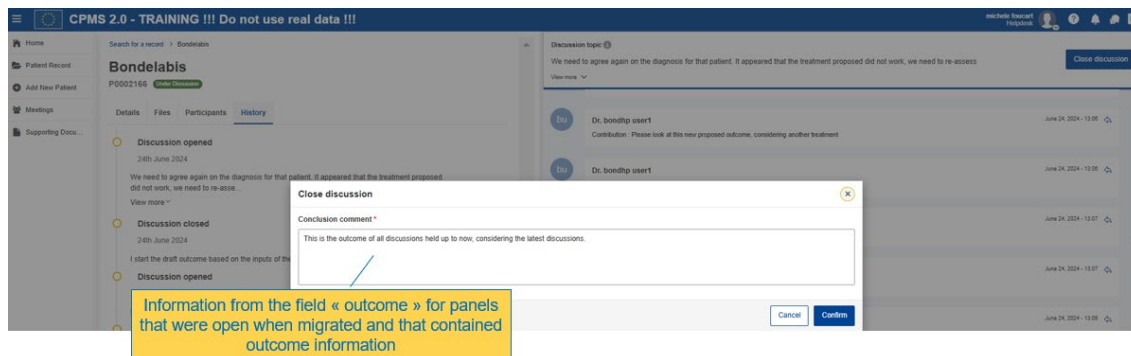 CPMS 2.0 - TRAINING !!! Do not use real data !!!
michele foucart
Helpdesk
Home
Patient Record
Add New Patient
Meetings
Supporting Docu...
Search for a record > Bondelabis
Bondelabis
P0002166 Under Discussion
Details Files Participants History
Discussion opened
24th June 2024
We need to agree again on the diagnosis for that patient. It appeared that the treatment proposed
did not work, we need to re-asse...
View more
Discussion closed
24th June 2024
I start the draft outcome based on the inputs of the
Discussion opened
Discussion topic
We need to agree again on the diagnosis for that patient. It appeared that the treatment proposed did not work, we need to re-assess
View more
Close discussion
bu
Dr. bondhp user1
June 24, 2024 - 13:06
Contribution : Please look at this new proposed outcome, considering another treatment
bu
Dr. bondhp user1
June 24, 2024 - 13:06
June 24, 2024 - 13:07
June 24, 2024 - 13:07
June 24, 2024 - 13:08
Close discussion
Conclusion comment *
This is the outcome of all discussions held up to now, considering the latest discussions.
Cancel
Confirm
Information from the field « outcome » for panels
that were open when migrated and that contained
outcome information